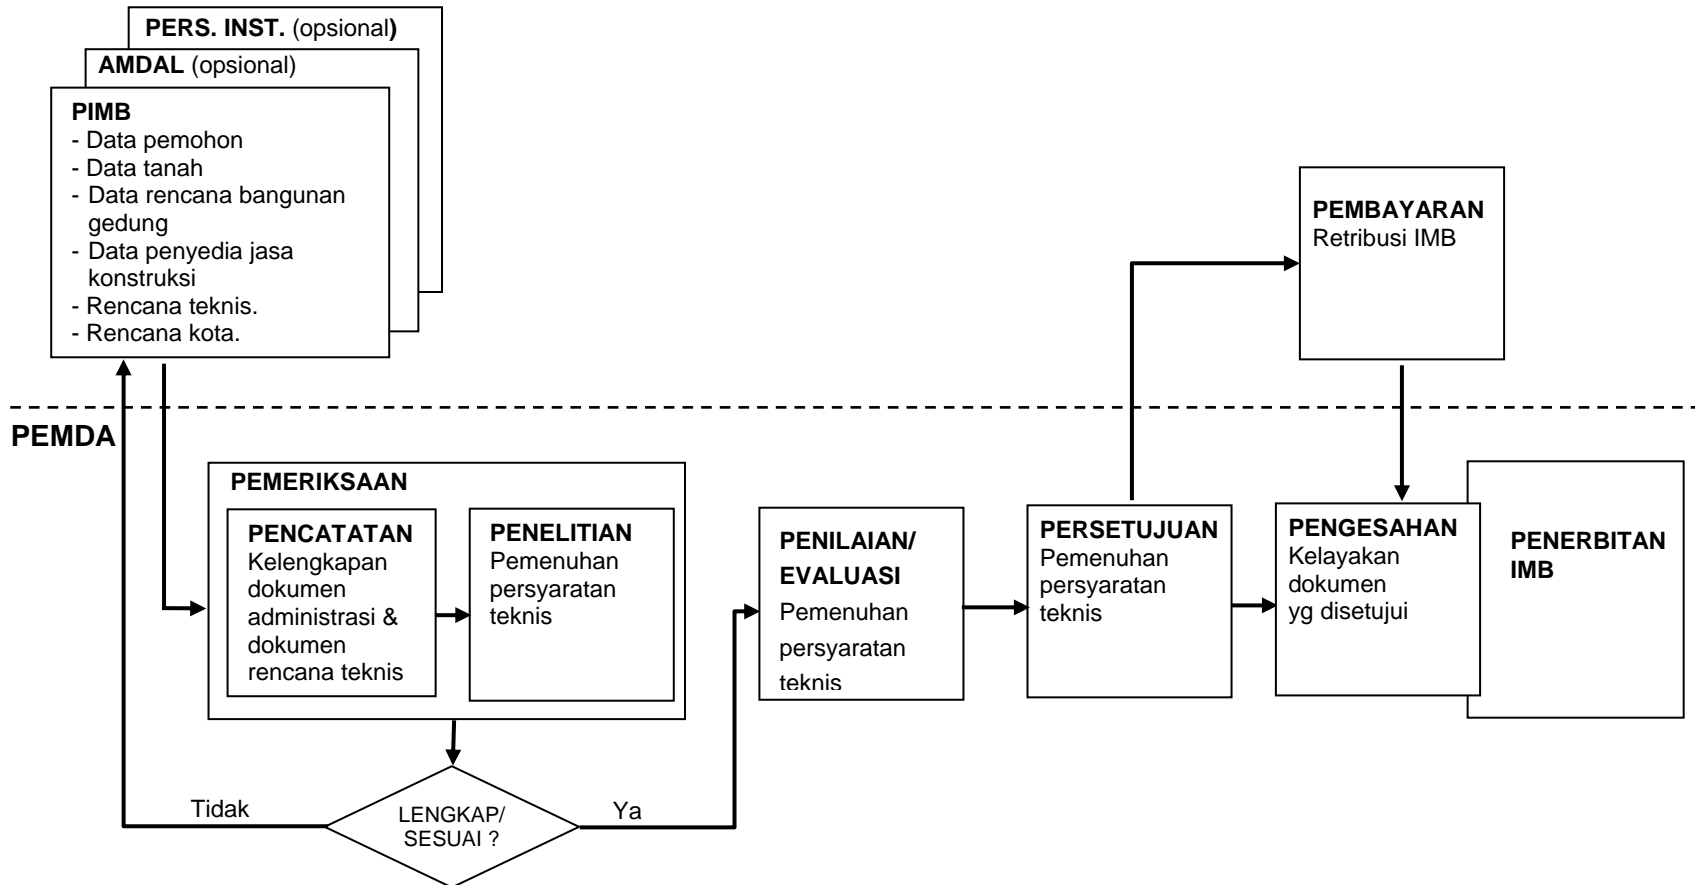 PERS. INST. (opsional)
AMDAL (opsional)
PIMB
- Data pemohon
- Data tanah
- Data rencana bangunan
gedung
- Data penyedia jasa
konstruksi
- Rencana teknis.
- Rencana kota.
PEMBAYARAN
Retribusi IMB
PEMDA
PEMERIKSAAN
PENCATATAN
Kelengkapan
dokumen
administrasi &
dokumen
rencana teknis
PENELITIAN
Pemenuhan
persyaratan
teknis
PENILAIAN/
EVALUASI
Pemenuhan
persyaratan
teknis
PERSETUJUAN
Pemenuhan
persyaratan
teknis
PENGESAHAN
Kelayakan
dokumen
yg disetujui
PENERBITAN
IMB
Tidak
LENGKAP/
SESUAI ?
Ya